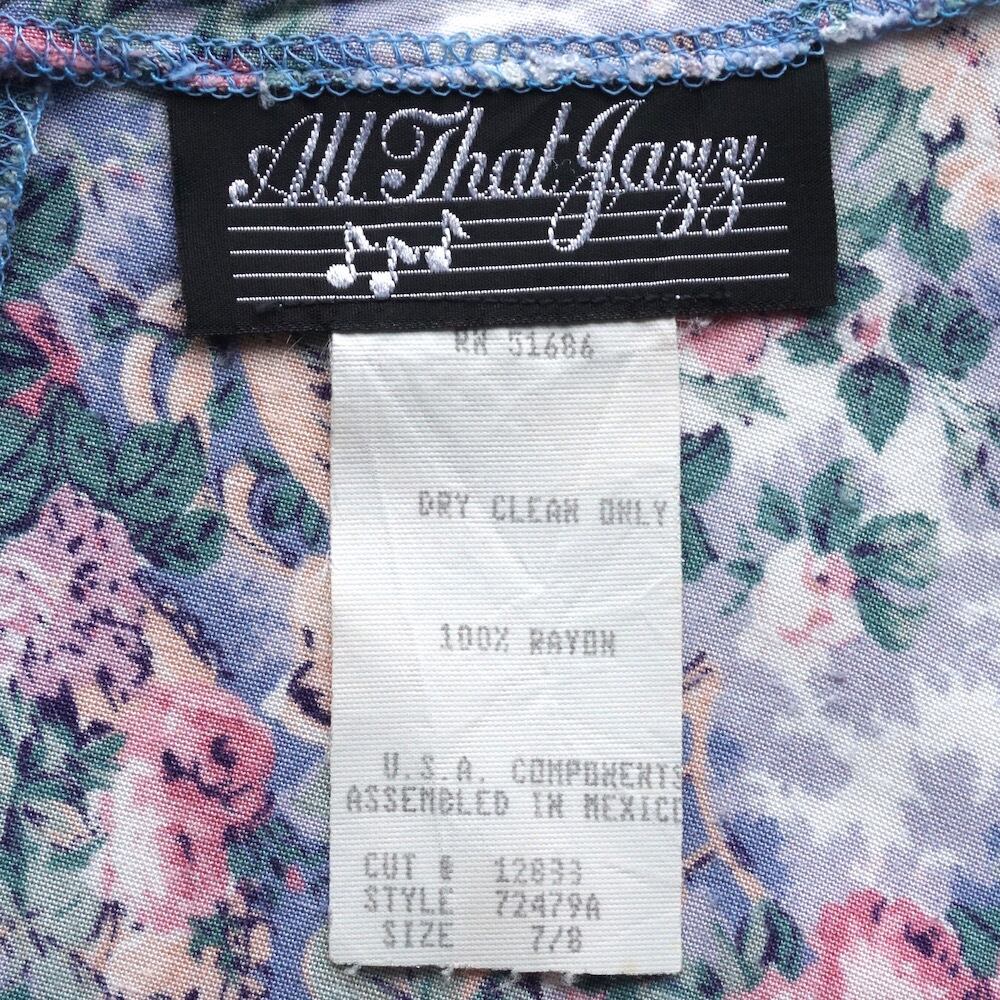 All That Jazz
RN 51686
DRY CLEAN ONLY
100% RAYON
U.S.A. COMPONENTS
ASSEMBLED IN MEXICO
CUT # 12833
STYLE 72479A
SIZE 7/8